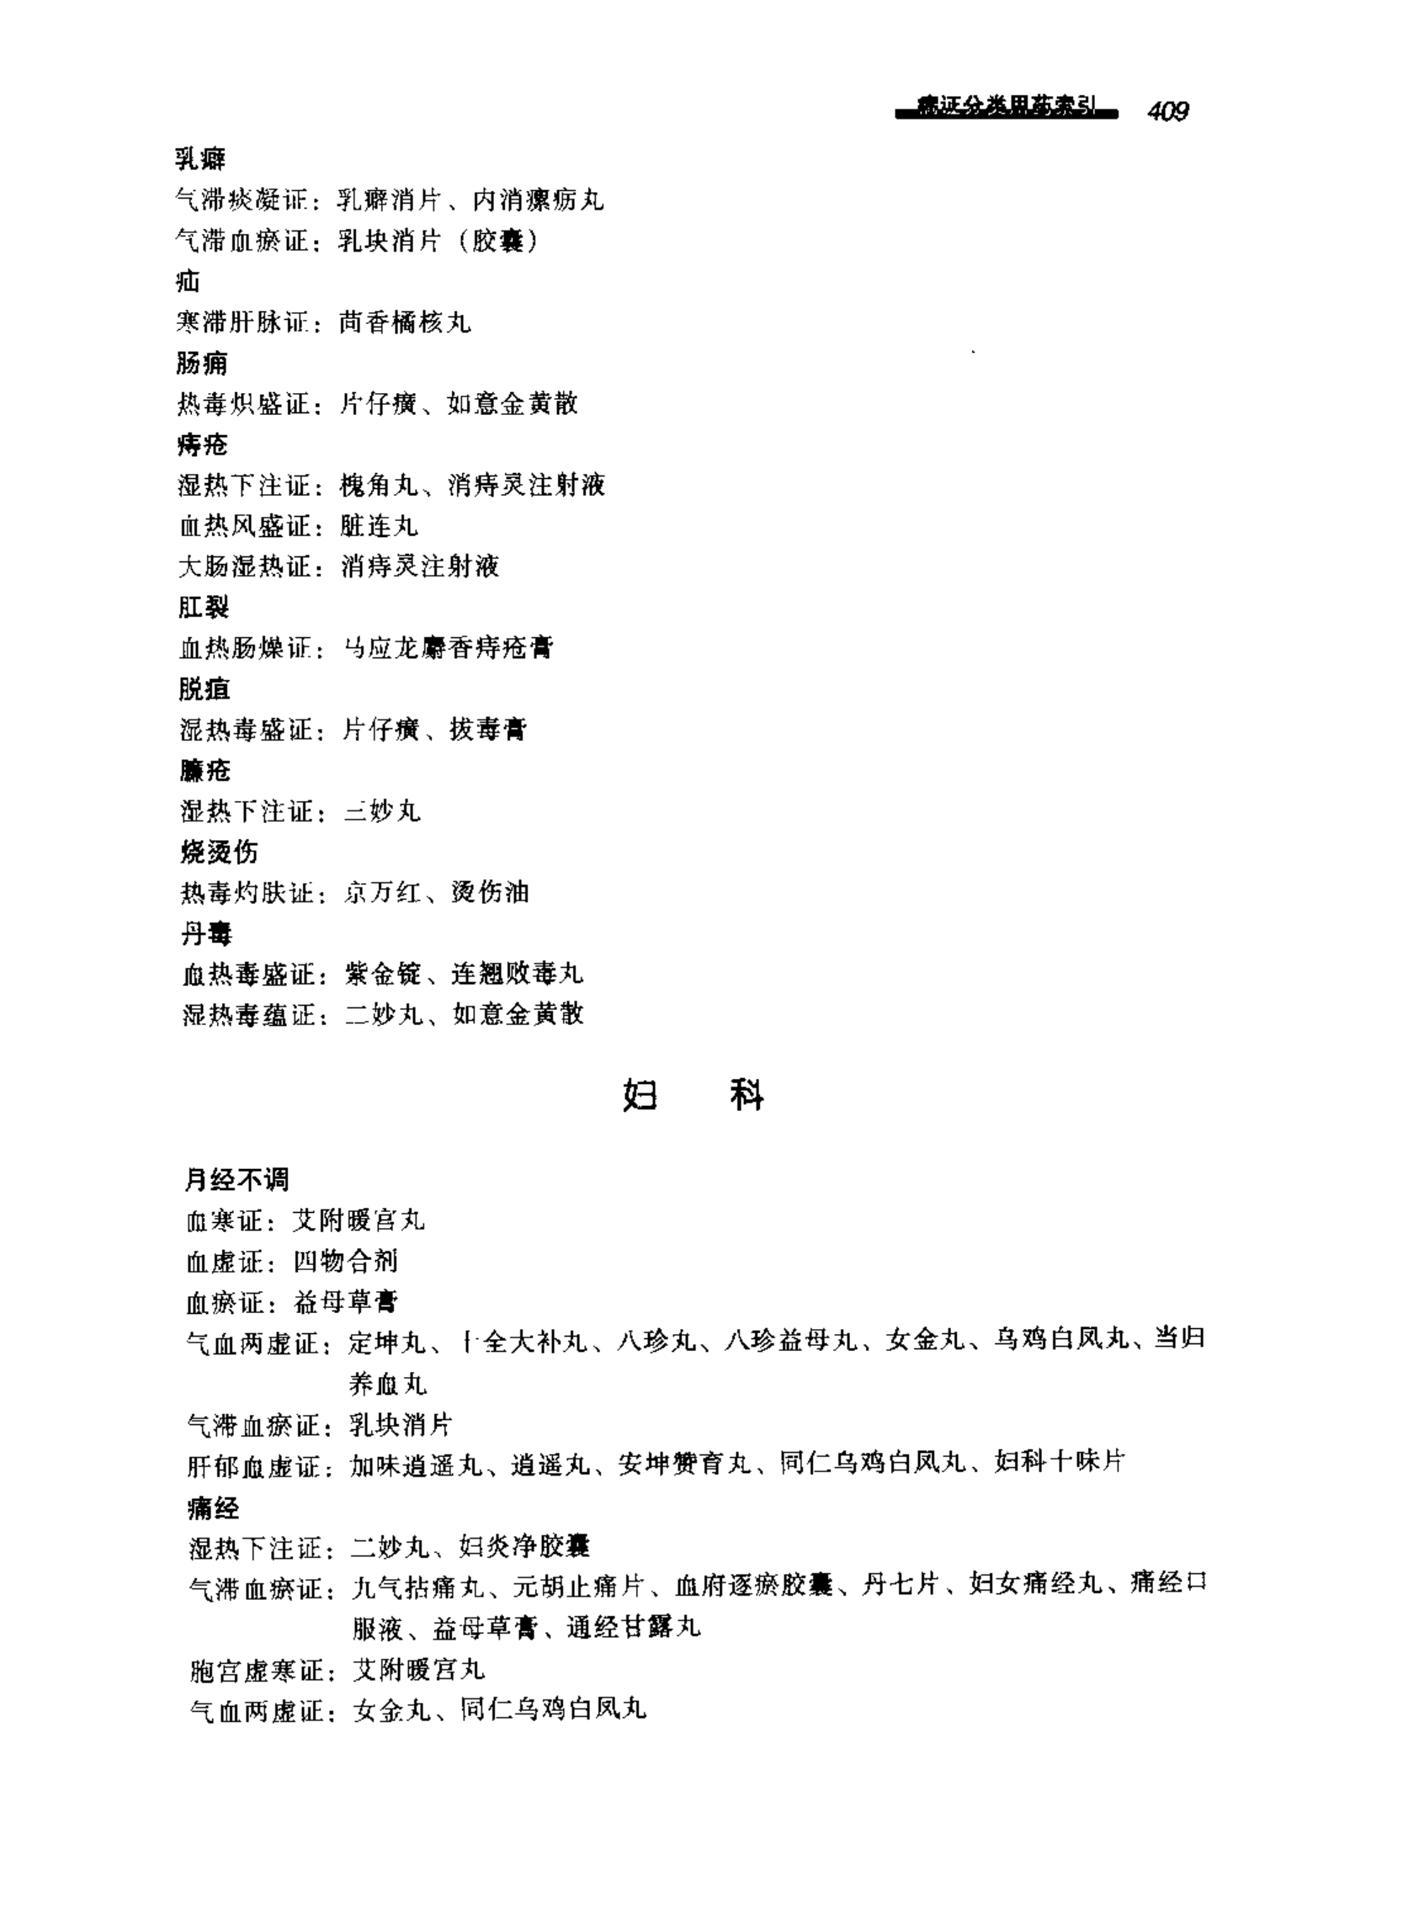 病证分类用药索引 409
乳癖
气滞痰凝证：乳癖消片、内消瘰疬丸
气滞血瘀证：乳块消片（胶囊）
疝
寒滞肝脉证：茴香橘核丸
肠痈
热毒炽盛证：片仔癀、如意金黄散
痔疮
湿热下注证：槐角丸、消痔灵注射液
血热风盛证：脏连丸
大肠湿热证：消痔灵注射液
肛裂
血热肠燥证：马应龙麝香痔疮膏
脱疽
湿热毒盛证：片仔癀、拔毒膏
臁疮
湿热下注证：三妙丸
烧烫伤
热毒灼肤证：京万红、烫伤油
丹毒
血热毒盛证：紫金锭、连翘败毒丸
湿热毒蕴证：二妙丸、如意金黄散
妇 科
月经不调
血寒证：艾附暖宫丸
血虚证：四物合剂
血瘀证：益母草膏
气血两虚证：定坤丸、十全大补丸、八珍丸、八珍益母丸、女金丸、乌鸡白凤丸、当归
养血丸
气滞血瘀证：乳块消片
肝郁血虚证：加味逍遥丸、逍遥丸、安坤赞育丸、同仁乌鸡白凤丸、妇科十味片
痛经
湿热下注证：二妙丸、妇炎净胶囊
气滞血瘀证：九气拈痛丸、元胡止痛片、血府逐瘀胶囊、丹七片、妇女痛经丸、痛经口
服液、益母草膏、通经甘露丸
胞宫虚寒证：艾附暖宫丸
气血两虚证：女金丸、同仁乌鸡白凤丸